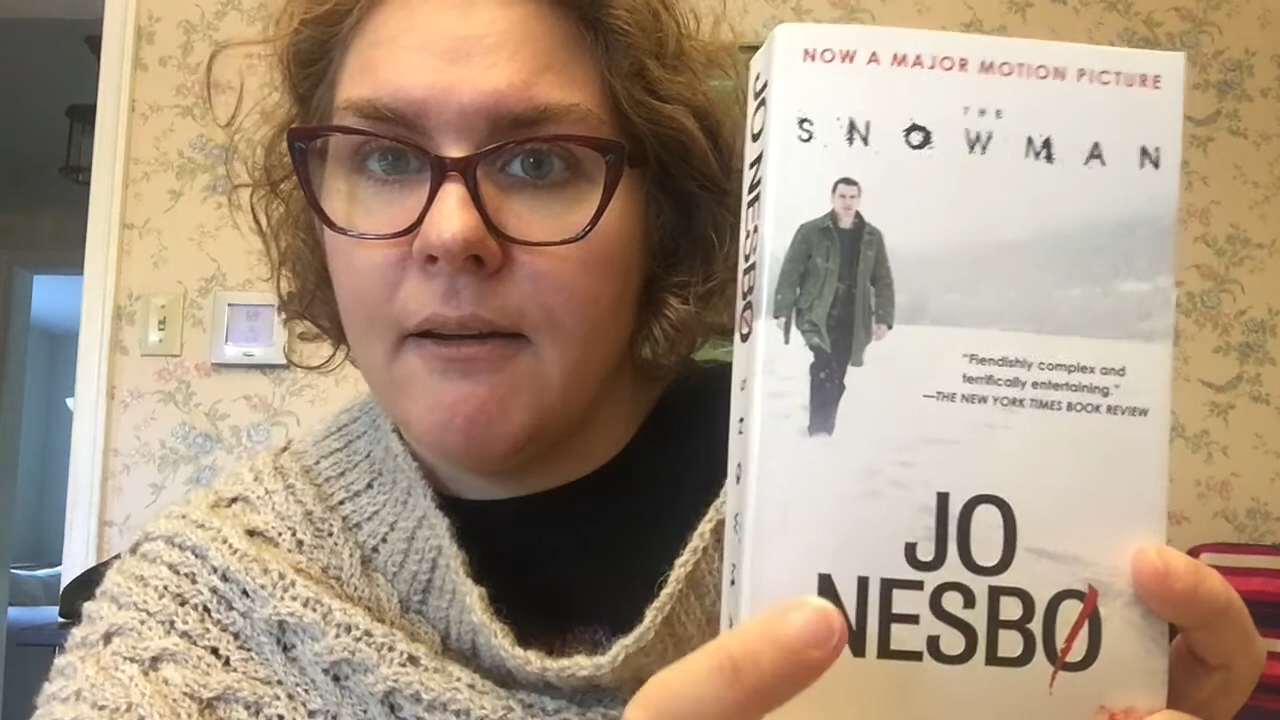 NOW A MAJOR MOTION PICTURE
THE
SNOWMAN
"Fiendishly complex and
terrifically entertaining."
—THE NEW YORK TIMES BOOK REVIEW
JO
NESBØ
JO NESBØ
SNOWMAN